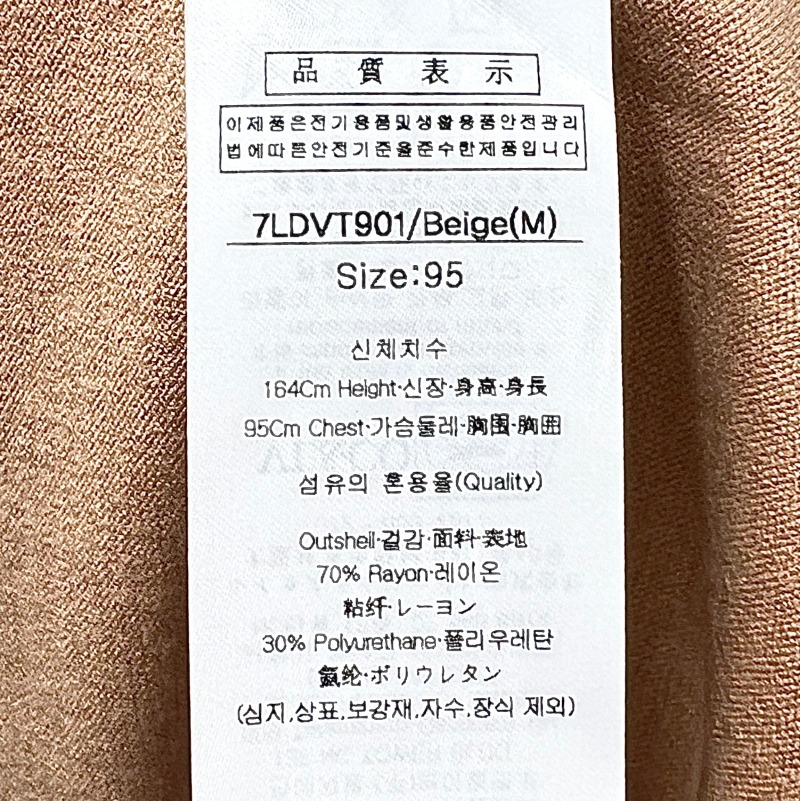 品質表示
이제품은전기용품및생활용품안전관리
법에따른안전기준을준수한제품입니다
7LDVT901/Beige(M)
Size:95
신체치수
164Cm Height·신장·身高·身長
95Cm Chest·가슴둘레·胸围·胸囲
섬유의 혼용율(Quality)
Outshell·겉감·面料·表地
70% Rayon·레이온
粘纤·レーヨン
30% Polyurethane·폴리우레탄
氨纶·ポリウレタン
(심지,상표,보강재,자수,장식 제외)